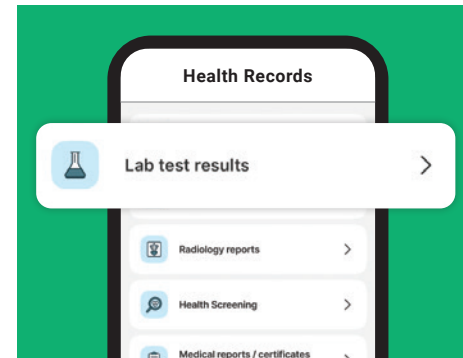 Health Records
Lab test results
Radiology reports
Health Screening
Medical reports / certificates